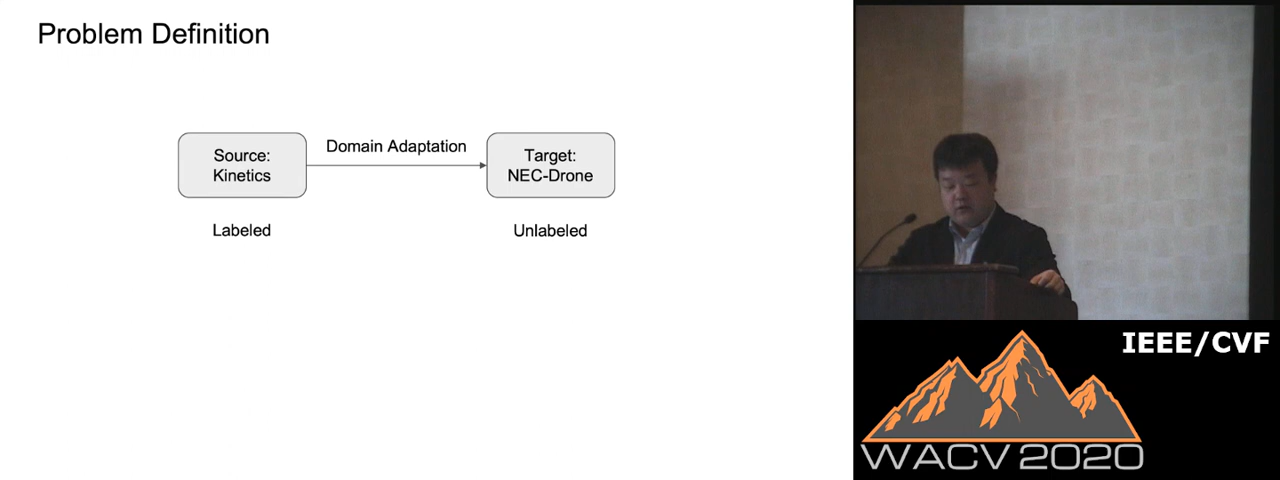 Problem Definition
Source:
Kinetics
Domain Adaptation
Target:
NEC-Drone
Labeled
Unlabeled
IEEE/CVF
WACV 2020